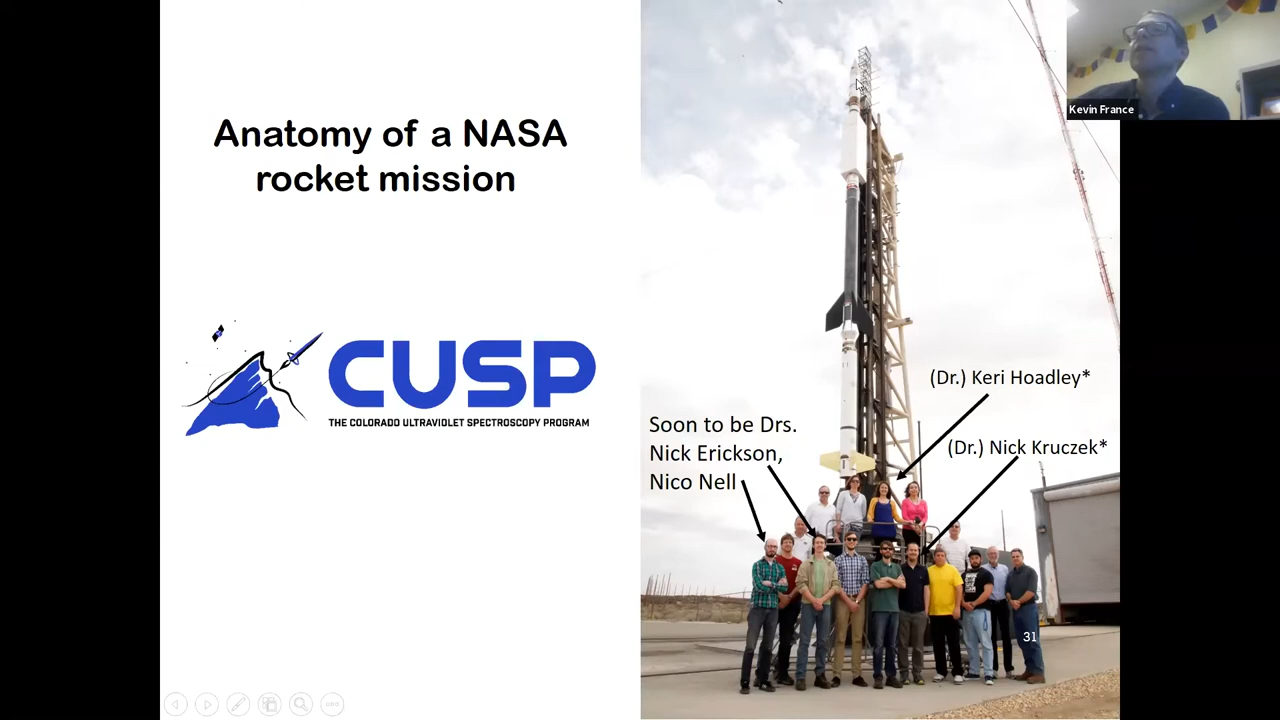 Anatomy of a NASA
rocket mission
CUSP
THE COLORADO ULTRAVIOLET SPECTROSCOPY PROGRAM
Soon to be Drs.
Nick Erickson,
Nico Nell
(Dr.) Keri Hoadley*
(Dr.) Nick Kruczek*
31
Kevin France